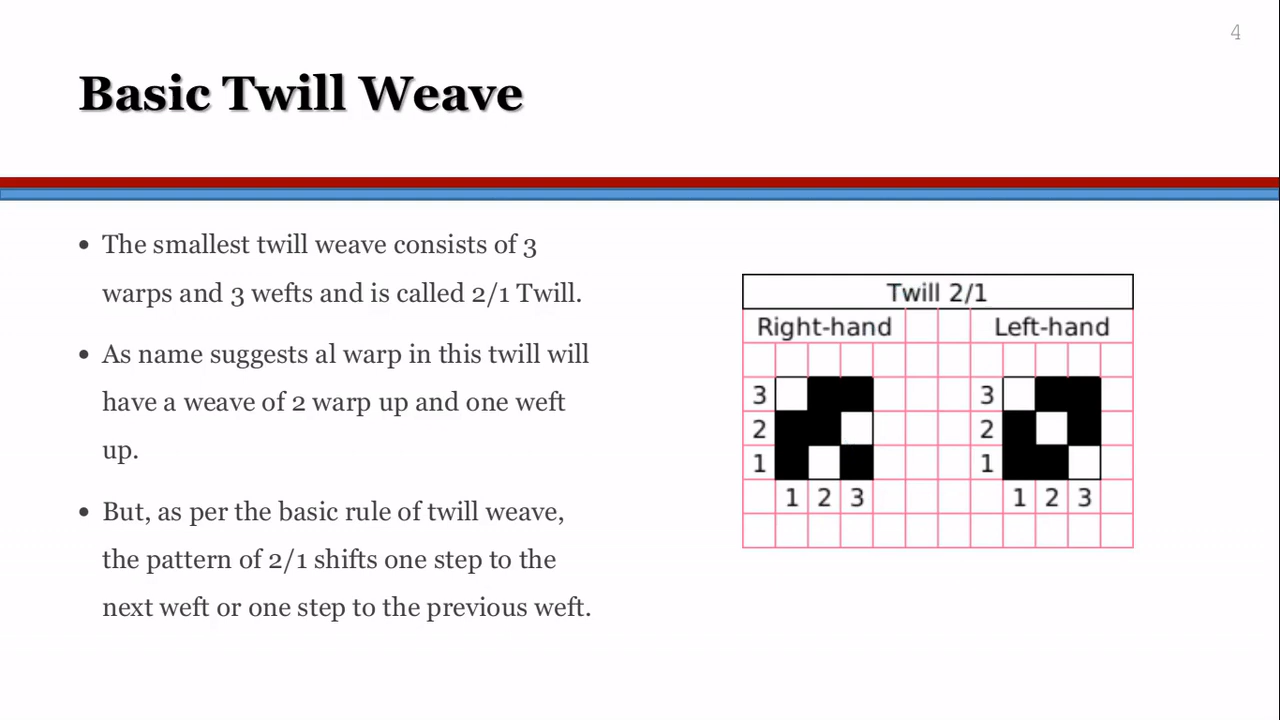 4
Basic Twill Weave
• The smallest twill weave consists of 3
warps and 3 wefts and is called 2/1 Twill.
• As name suggests al warp in this twill will
have a weave of 2 warp up and one weft
up.
• But, as per the basic rule of twill weave,
the pattern of 2/1 shifts one step to the
next weft or one step to the previous weft.
Twill 2/1
Right-hand Left-hand
3 3
2 2
1 1
1 2 3 1 2 3